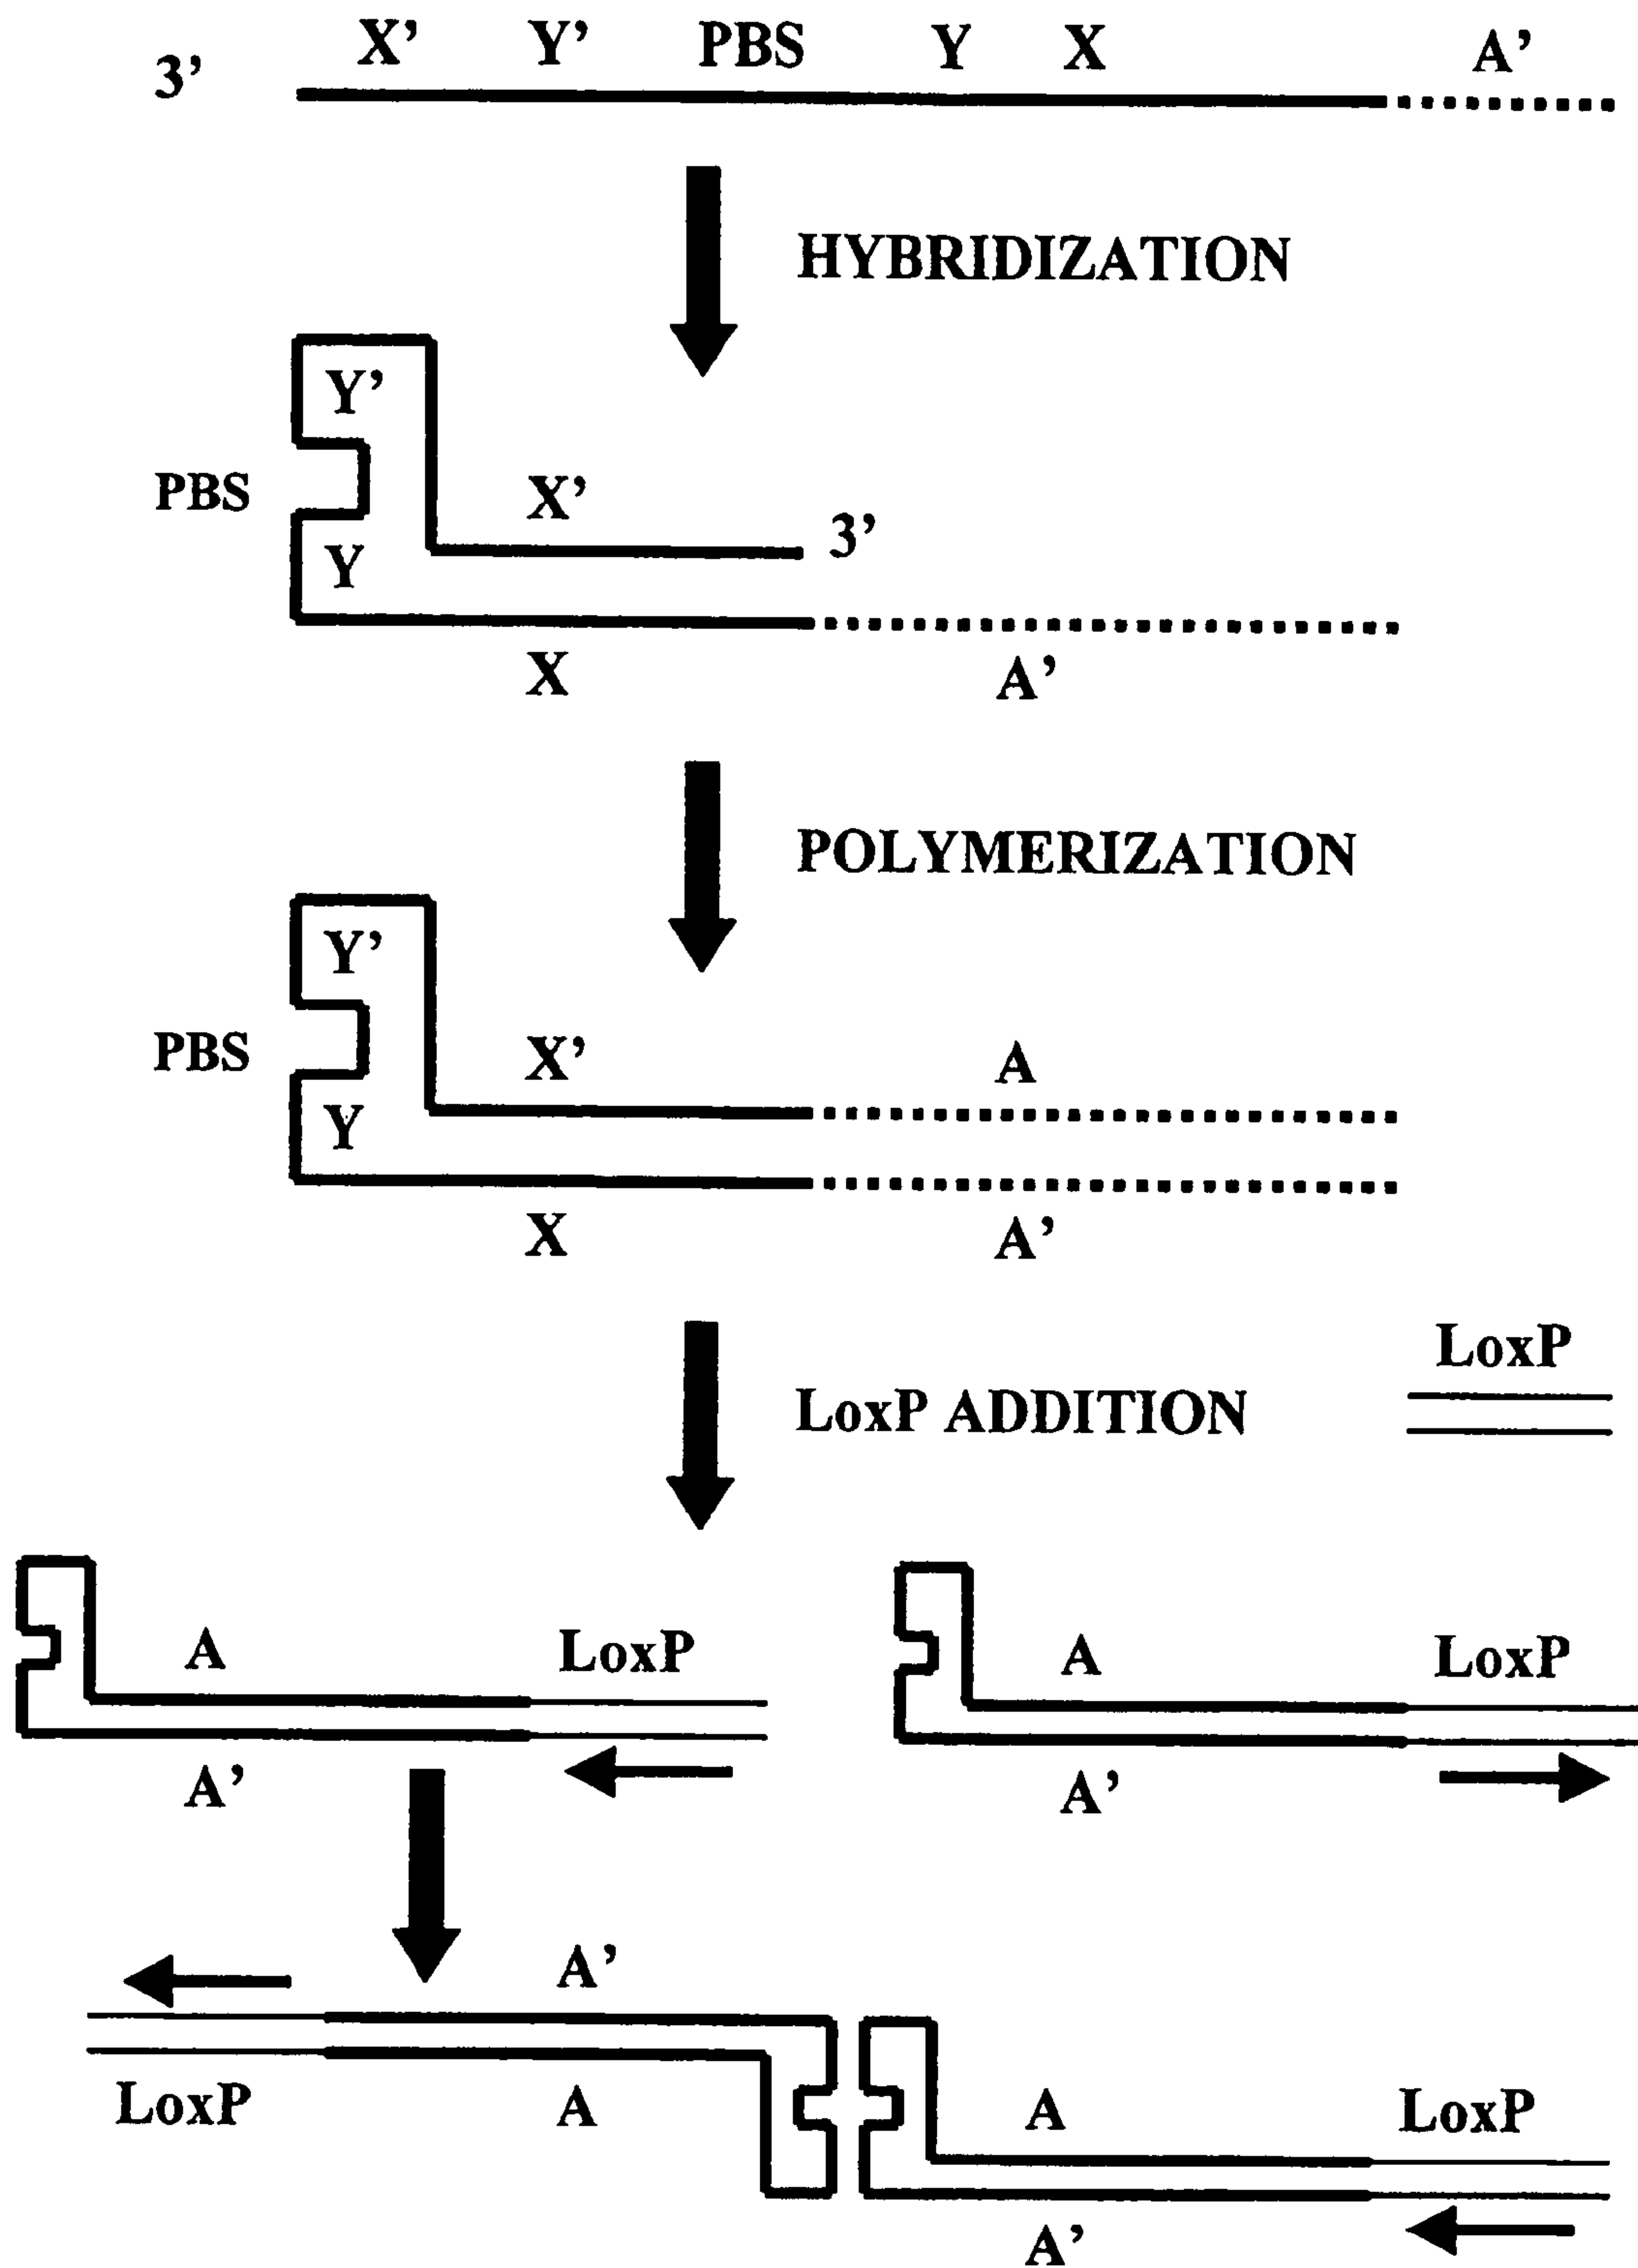 3’ X’ Y’ PBS Y X A’
HYBRIDIZATION
Y’
PBS X’ 3’
Y
X A’
POLYMERIZATION
Y’
PBS X’ A
Y
X A’
LoxP
LoxP ADDITION
A LoxP A LoxP
A’ A’
A’
LoxP A A LoxP
A’